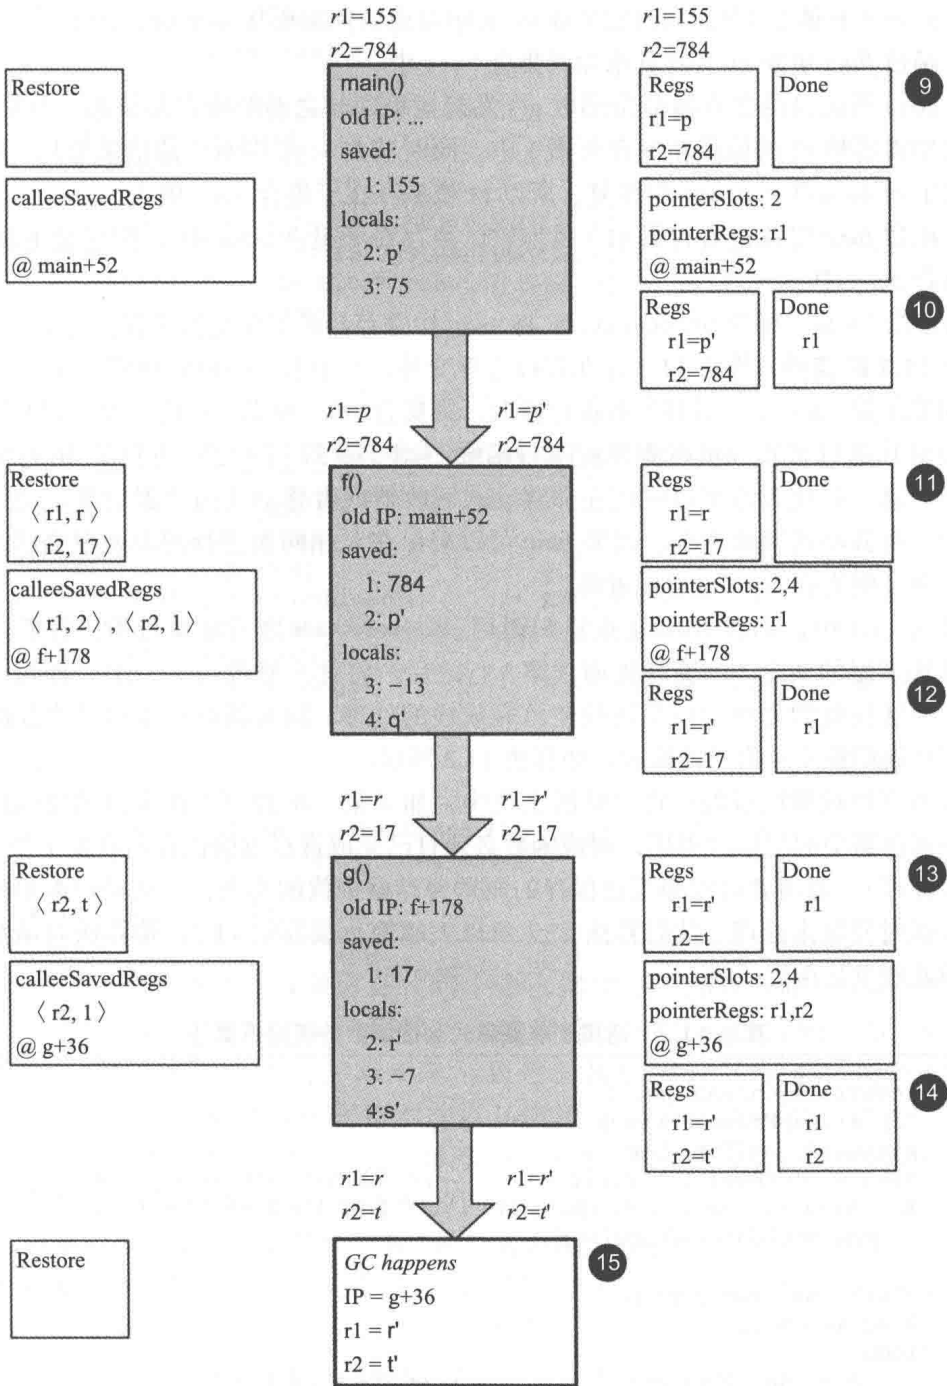 r1=155
r2=784
r1=155
r2=784
Restore
calleeSavedRegs
@ main+52
main()
old IP: ...
saved:
1: 155
locals:
2: p'
3: 75
Regs
r1=p
r2=784
Done
9
pointerSlots: 2
pointerRegs: r1
@ main+52
Regs
r1=p'
r2=784
Done
r1
10
r1=p
r2=784
r1=p'
r2=784
Restore
〈 r1, r 〉
〈 r2, 17 〉
calleeSavedRegs
〈 r1, 2 〉 〈 r2, 1 〉
@ f+178
f()
old IP: main+52
saved:
1: 784
2: p'
locals:
3: −13
4: q'
Regs
r1=r
r2=17
Done
11
pointerSlots: 2,4
pointerRegs: r1
@ f+178
Regs
r1=r'
r2=17
Done
r1
12
r1=r
r2=17
r1=r'
r2=17
Restore
〈 r2, t 〉
calleeSavedRegs
〈 r2, 1 〉
@ g+36
g()
old IP: f+178
saved:
1: 17
locals:
2: r'
3: −7
4:s'
Regs
r1=r'
r2=t
Done
r1
13
pointerSlots: 2,4
pointerRegs: r1,r2
@ g+36
Regs
r1=r'
r2=t'
Done
r1
r2
14
r1=r
r2=t
r1=r'
r2=t'
Restore
GC happens
IP = g+36
r1 = r'
r2 = t'
15